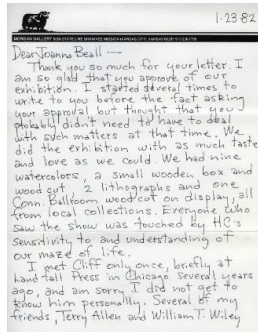 1·23·82
MORGAN GALLERY
Dear Joanna Beall —
Thank you so much for your letter. I
am so glad that you approve of our
exhibition. I started several times to
write to you before the fact asking
your approval but thought that you
probably didn't need to have to deal
with such matters at that time. We
did the exhibition with as much taste
and love as we could. We had nine
watercolors, a small wooden box and
wood cut, 2 lithographs and one
Conn. Ballroom wood cut on display, all
from local collections. Everyone who
saw the show was touched by HC's
sensitivity to and understanding of
our maze of life.
I met Cliff only once, briefly at
Landfall Press in Chicago several years
ago, and am sorry I did not get to
know him personally. Several of my
friends, Terry Allen and William T. Wiley